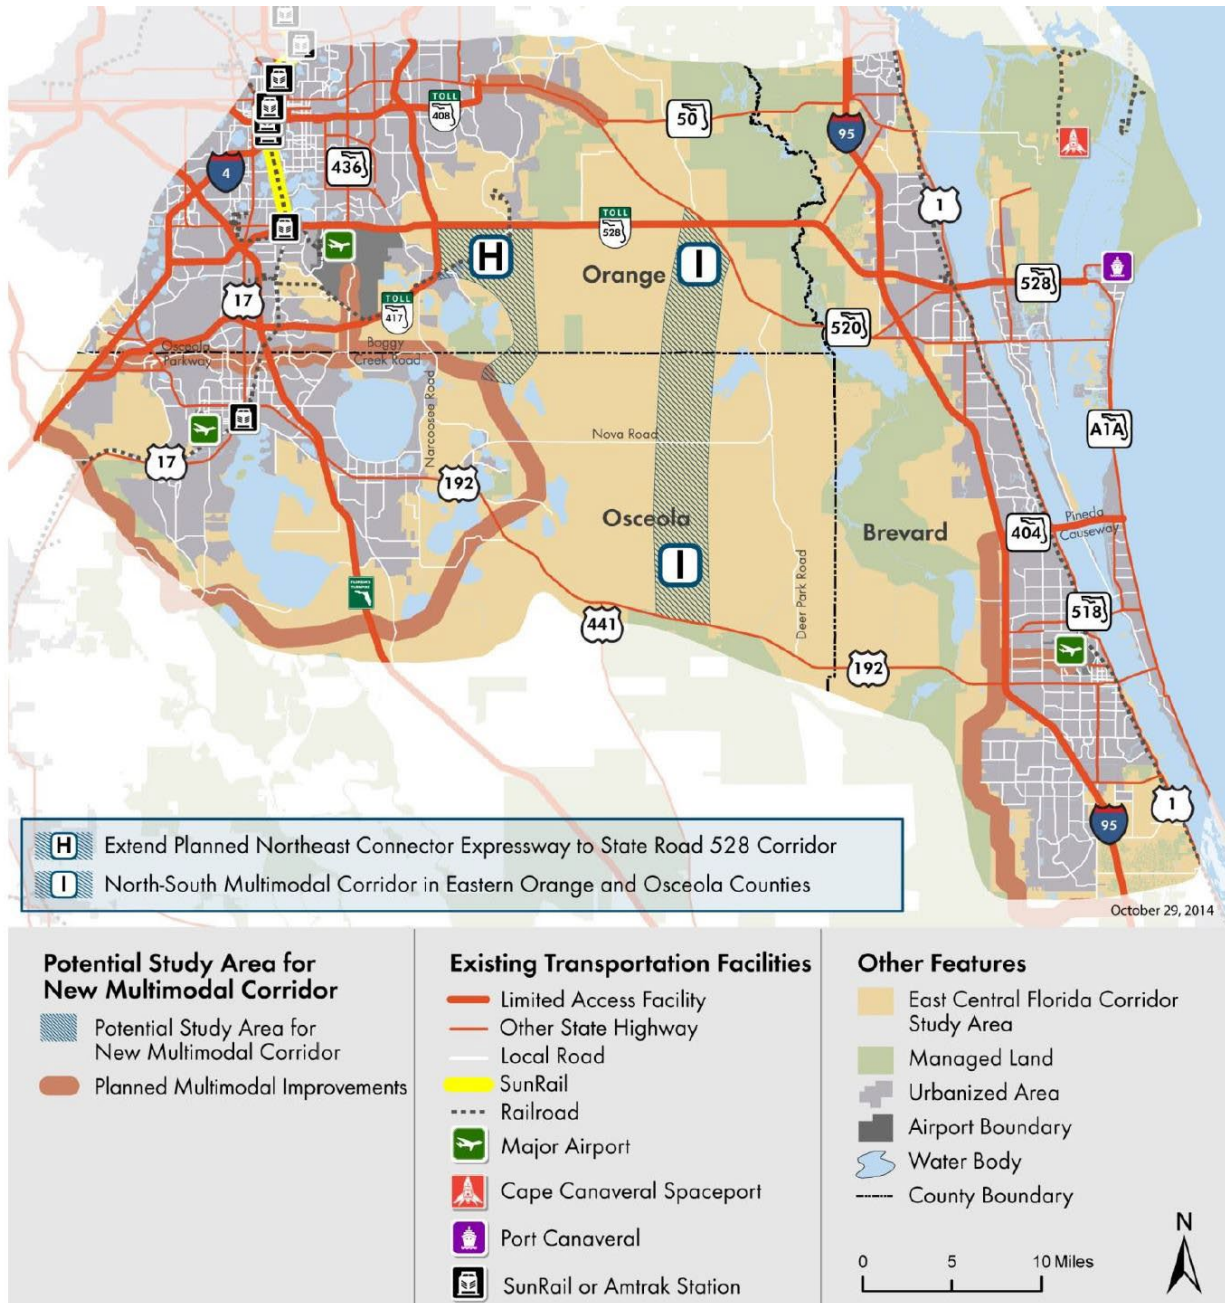 TOLL
408
50
95
436
4
1
TOLL
528
H
I
Orange
528
17
TOLL
417
520
Osceola
Parkway
Boggy
Creek Road
Narcoossee Road
A1A
Nova Road
17
192
Osceola
Brevard
404
Pineda
Causeway
I
Deer Park Road
518
441
192
1
95
H Extend Planned Northeast Connector Expressway to State Road 528 Corridor
I North-South Multimodal Corridor in Eastern Orange and Osceola Counties
October 29, 2014
Potential Study Area for
New Multimodal Corridor
Potential Study Area for
New Multimodal Corridor
Planned Multimodal Improvements
Existing Transportation Facilities
Limited Access Facility
Other State Highway
Local Road
SunRail
Railroad
Major Airport
Cape Canaveral Spaceport
Port Canaveral
SunRail or Amtrak Station
Other Features
East Central Florida Corridor
Study Area
Managed Land
Urbanized Area
Airport Boundary
Water Body
County Boundary
0 5 10 Miles
N